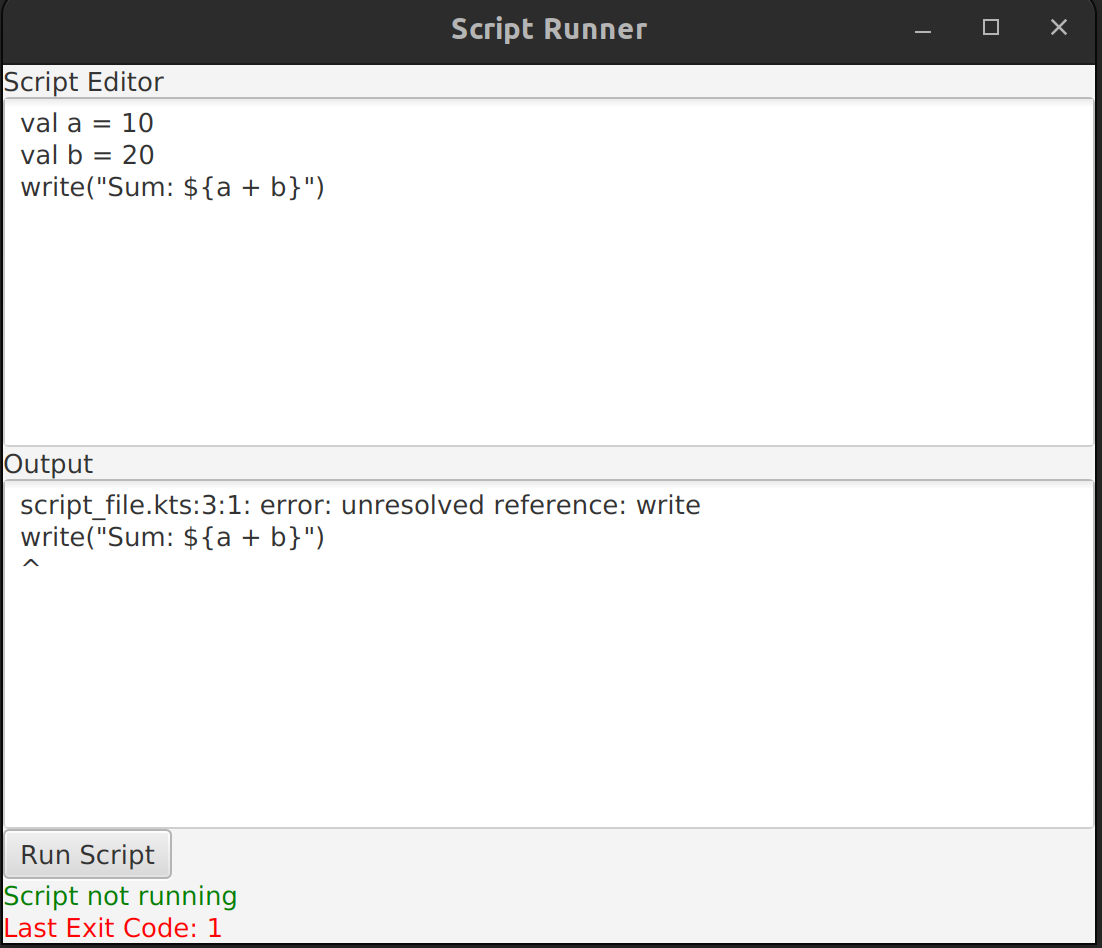 Script Runner
Script Editor
val a = 10
val b = 20
write("Sum: ${a + b}")
Output
script_file.kts:3:1: error: unresolved reference: write
write("Sum: ${a + b}")
^
Run Script
Script not running
Last Exit Code: 1